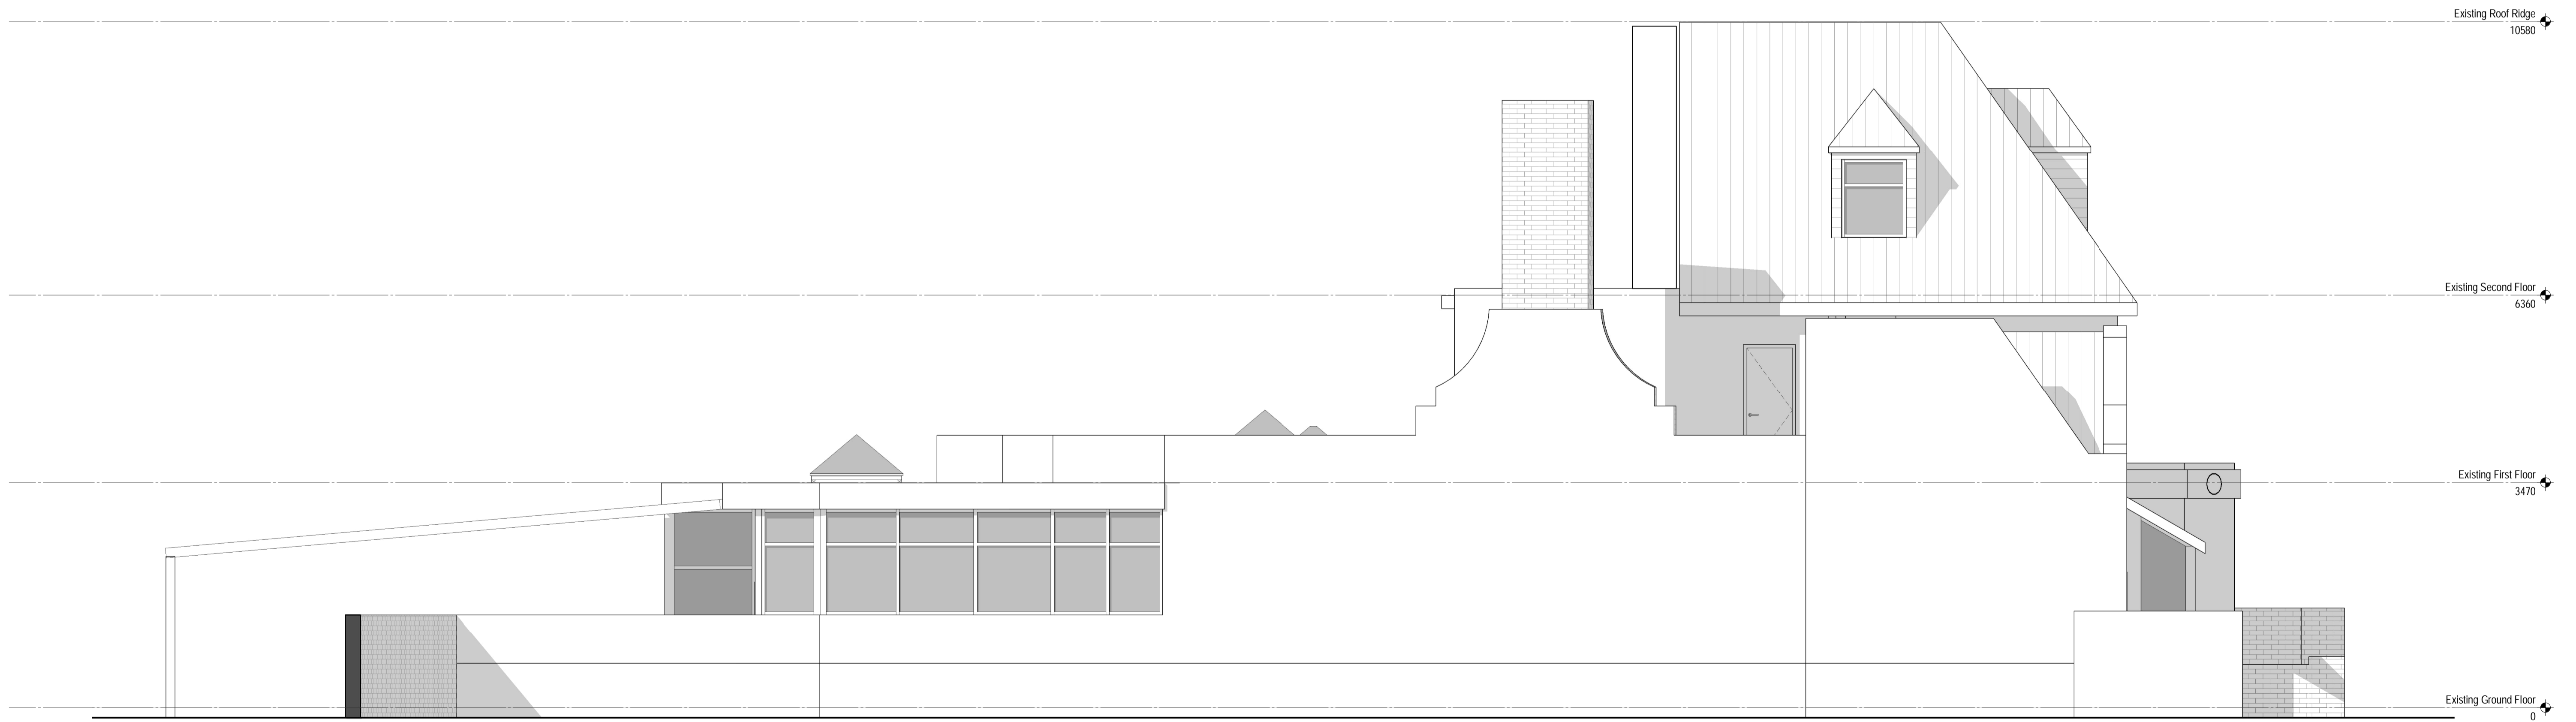 Existing Roof Ridge
10580
Existing Second Floor
6360
Existing First Floor
3470
Existing Ground Floor
0